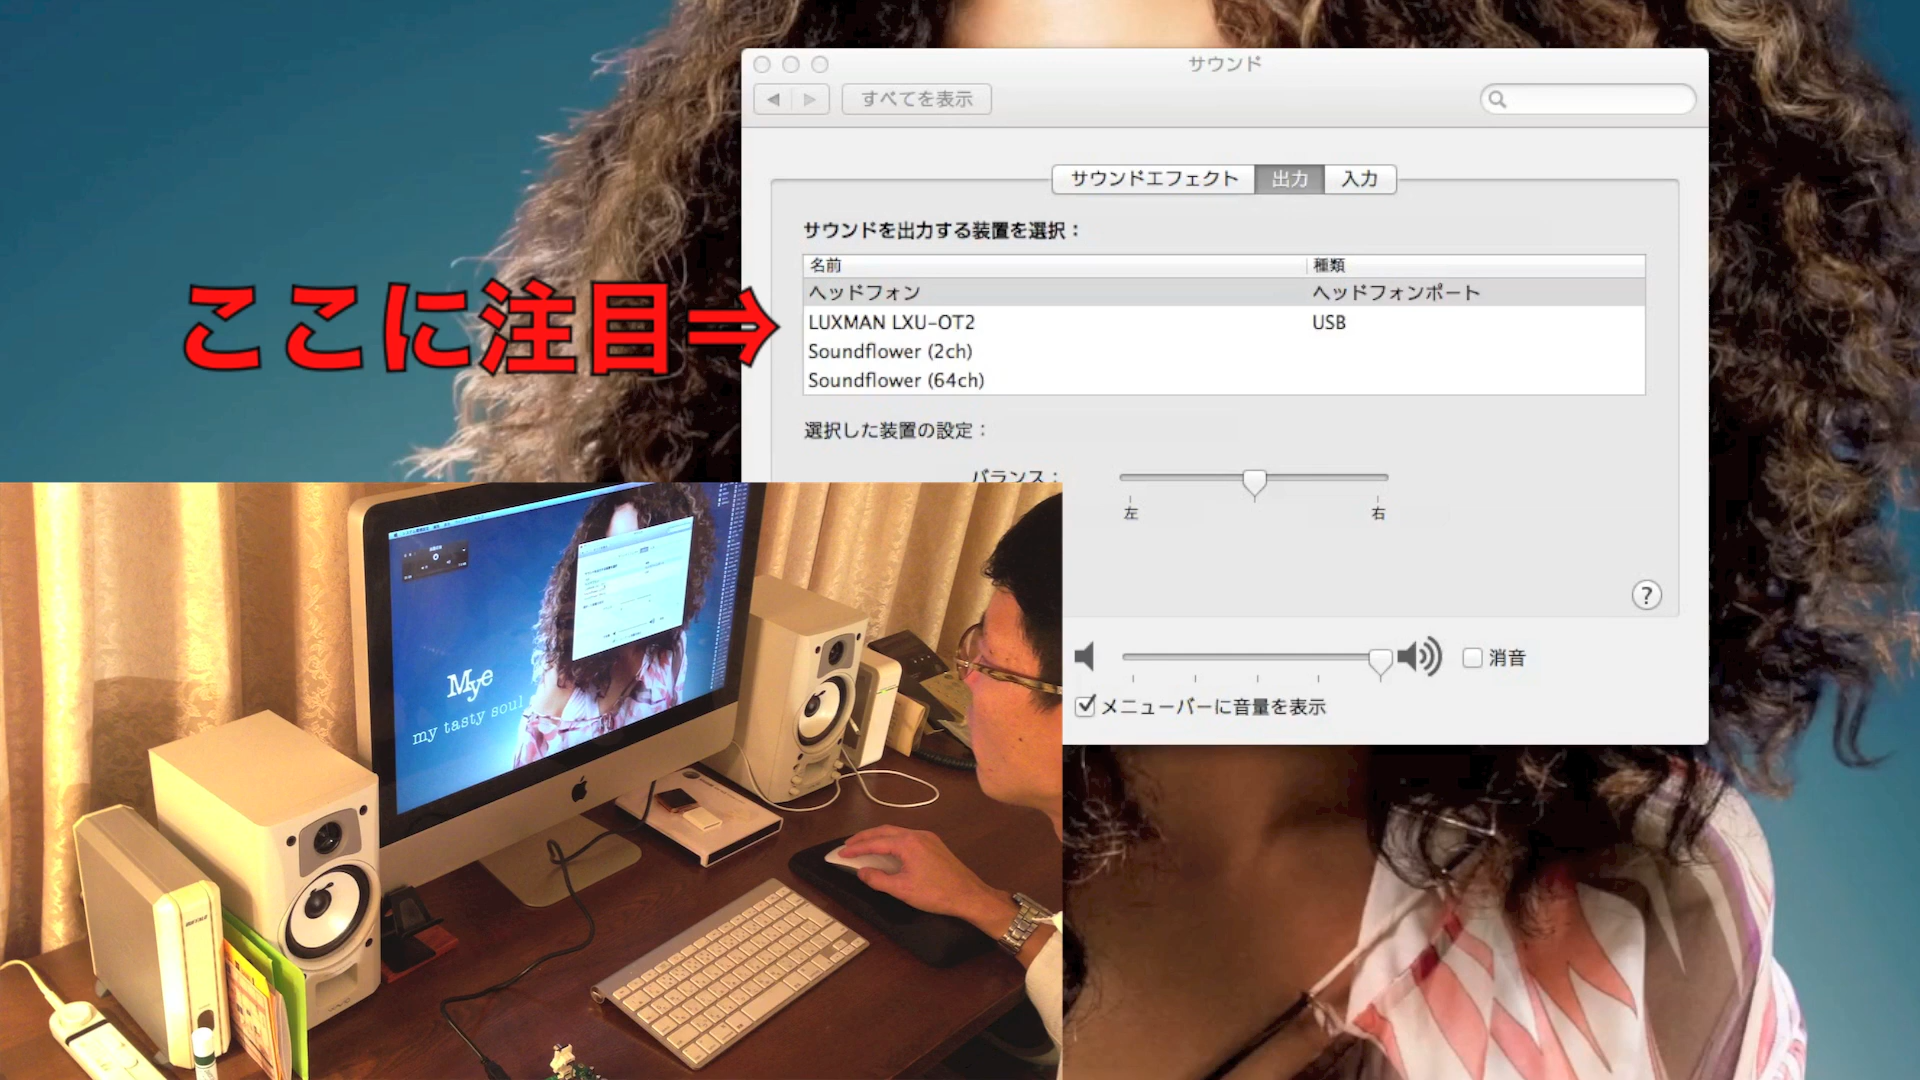 サウンド
すべてを表示
サウンドエフェクト 出力 入力
サウンドを出力する装置を選択：
名前 種類
ヘッドフォン ヘッドフォンポート
LUXMAN LXU-OT2 USB
Soundflower (2ch)
Soundflower (64ch)
ここに注目⇒
選択した装置の設定：
バランス：
左 右
?
消音
メニューバーに音量を表示
Mye
my tasty soul